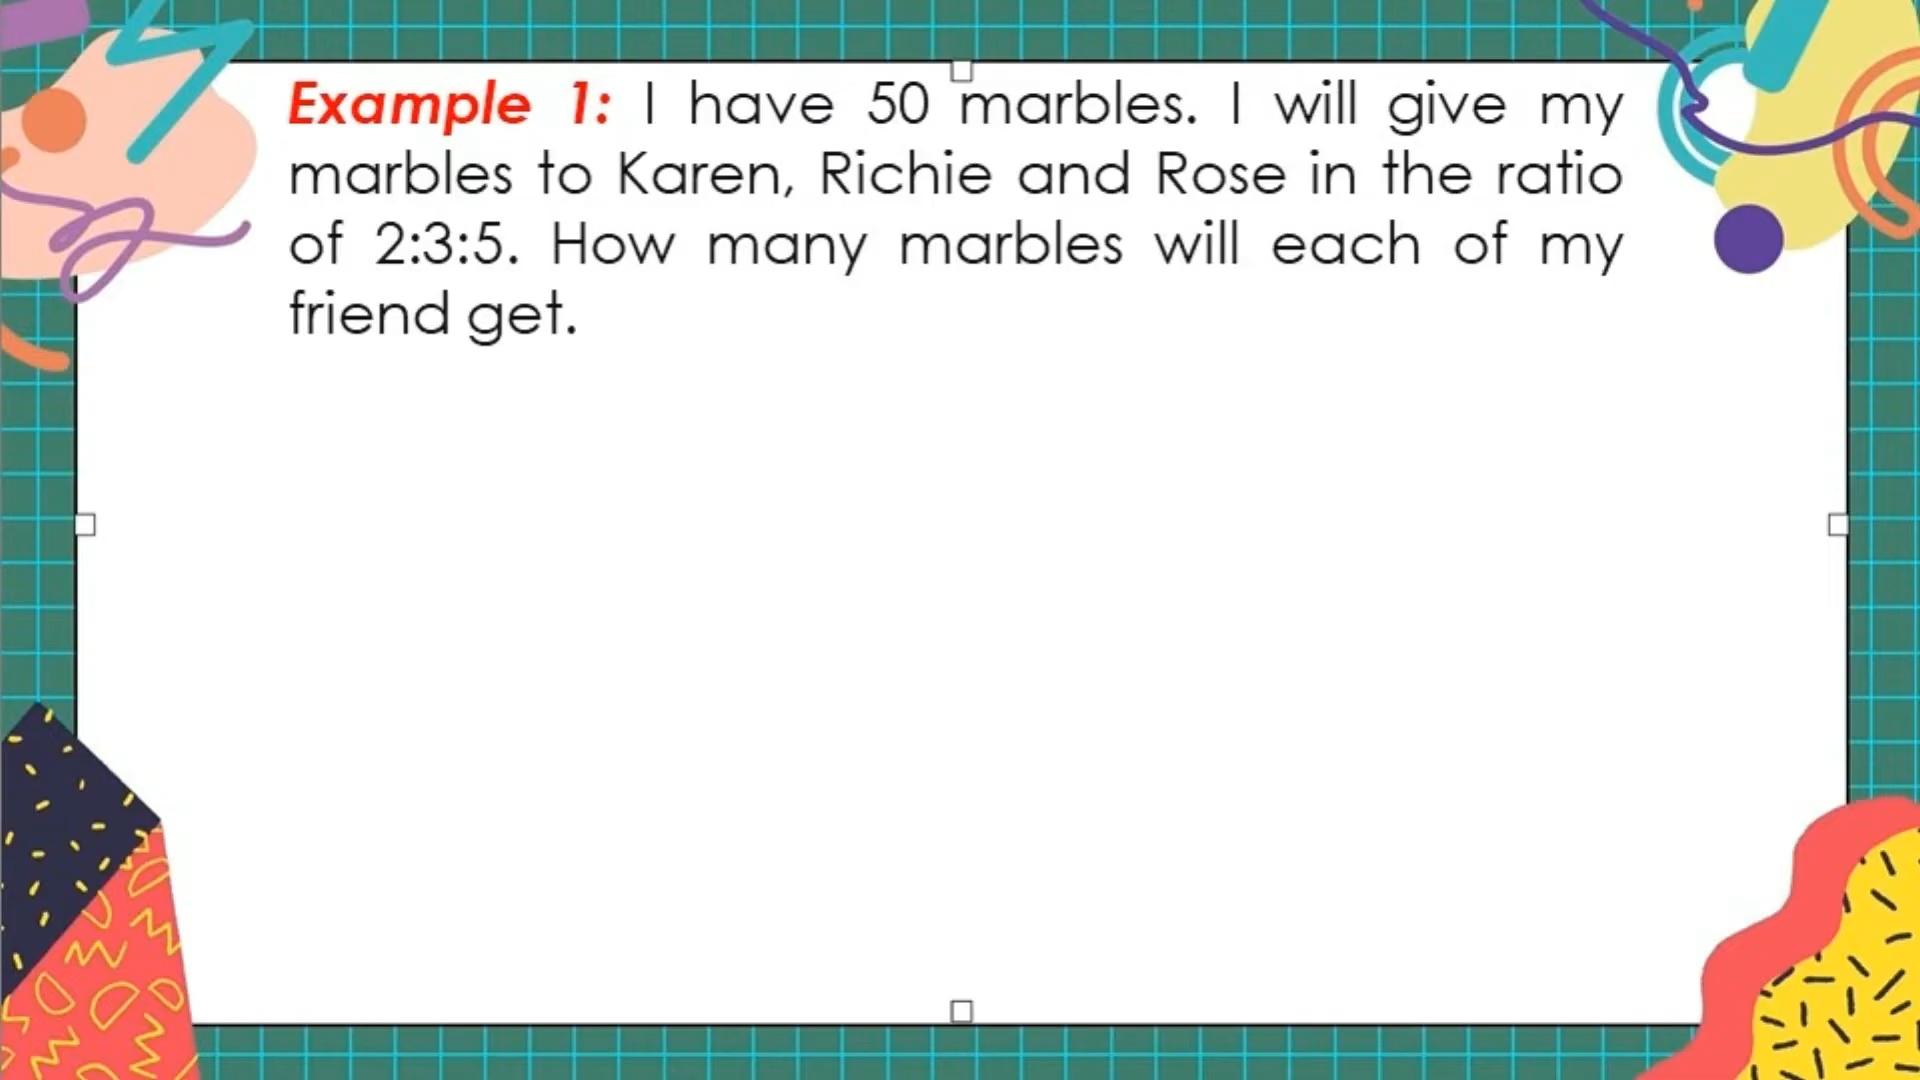 Example 1: I have 50 marbles. I will give my
marbles to Karen, Richie and Rose in the ratio
of 2:3:5. How many marbles will each of my
friend get.